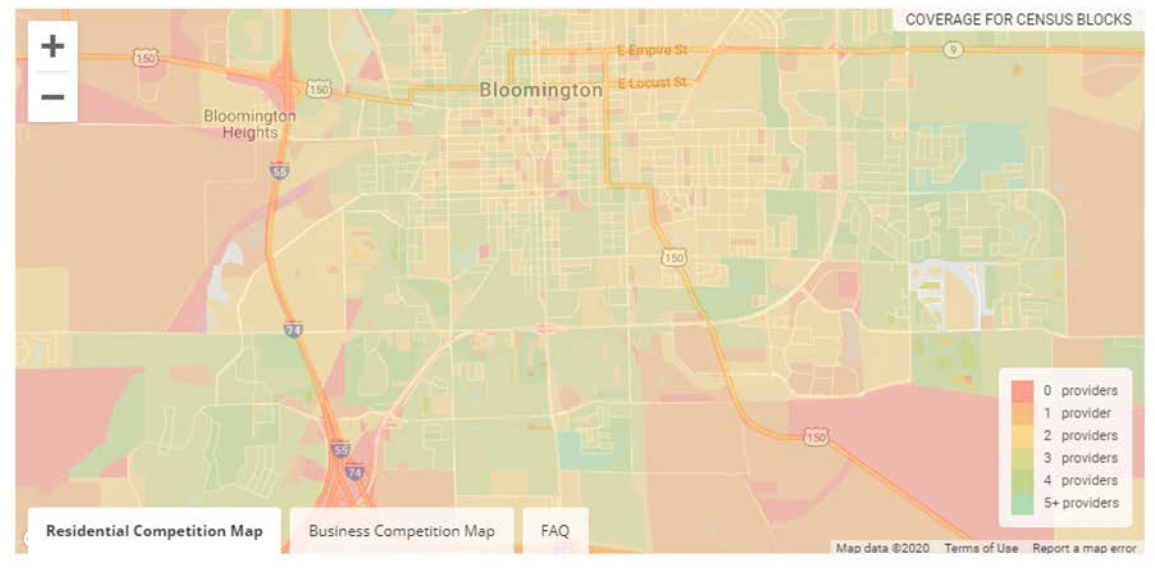 COVERAGE FOR CENSUS BLOCKS
+
−
150
9
E Empire St
150
Bloomington
E Locust St
Bloomington
Heights
55
150
74
0 providers
1 provider
2 providers
3 providers
4 providers
5+ providers
150
55
74
Residential Competition Map
Business Competition Map
FAQ
Map data ©2020
Terms of Use
Report a map error